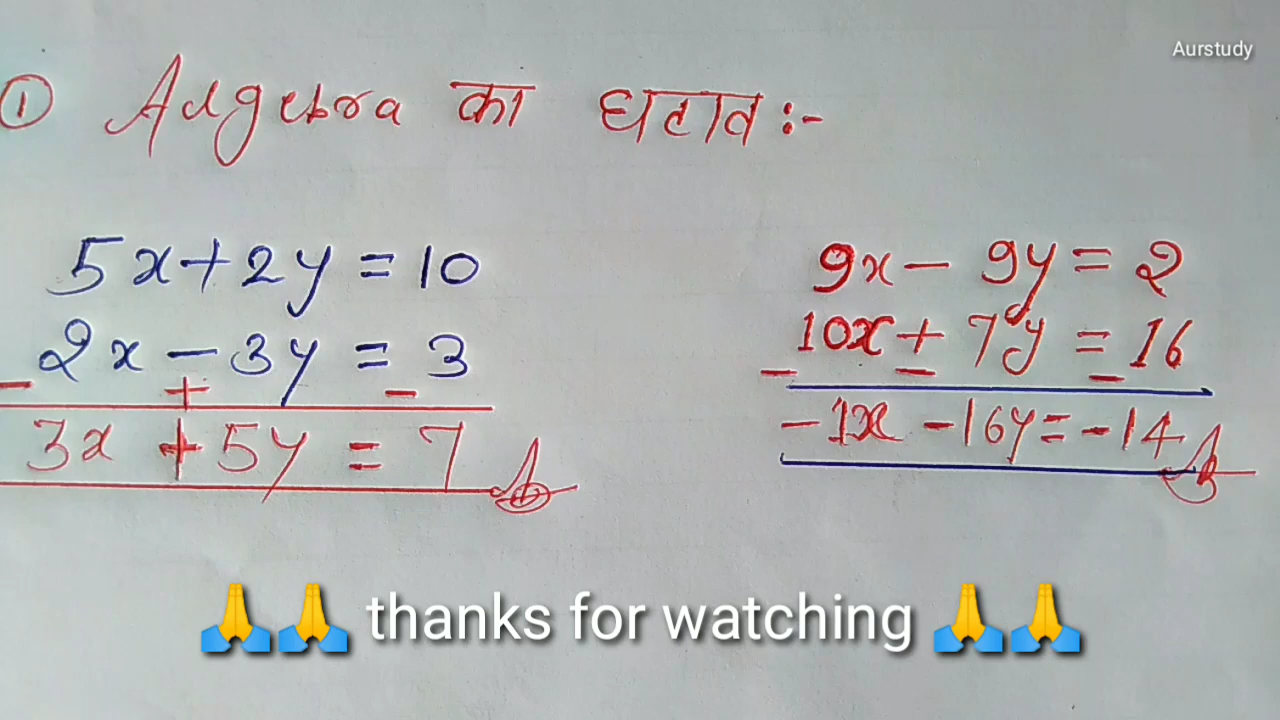 Aurstudy
① Algebra का घटाव :-
5x+2y = 10
2x - 3y = 3
- + -
3x + 5y = 7
9x - 9y = 2
10x + 7y = 16
- - -
-1x -16y = -14
🙏🙏 thanks for watching 🙏🙏